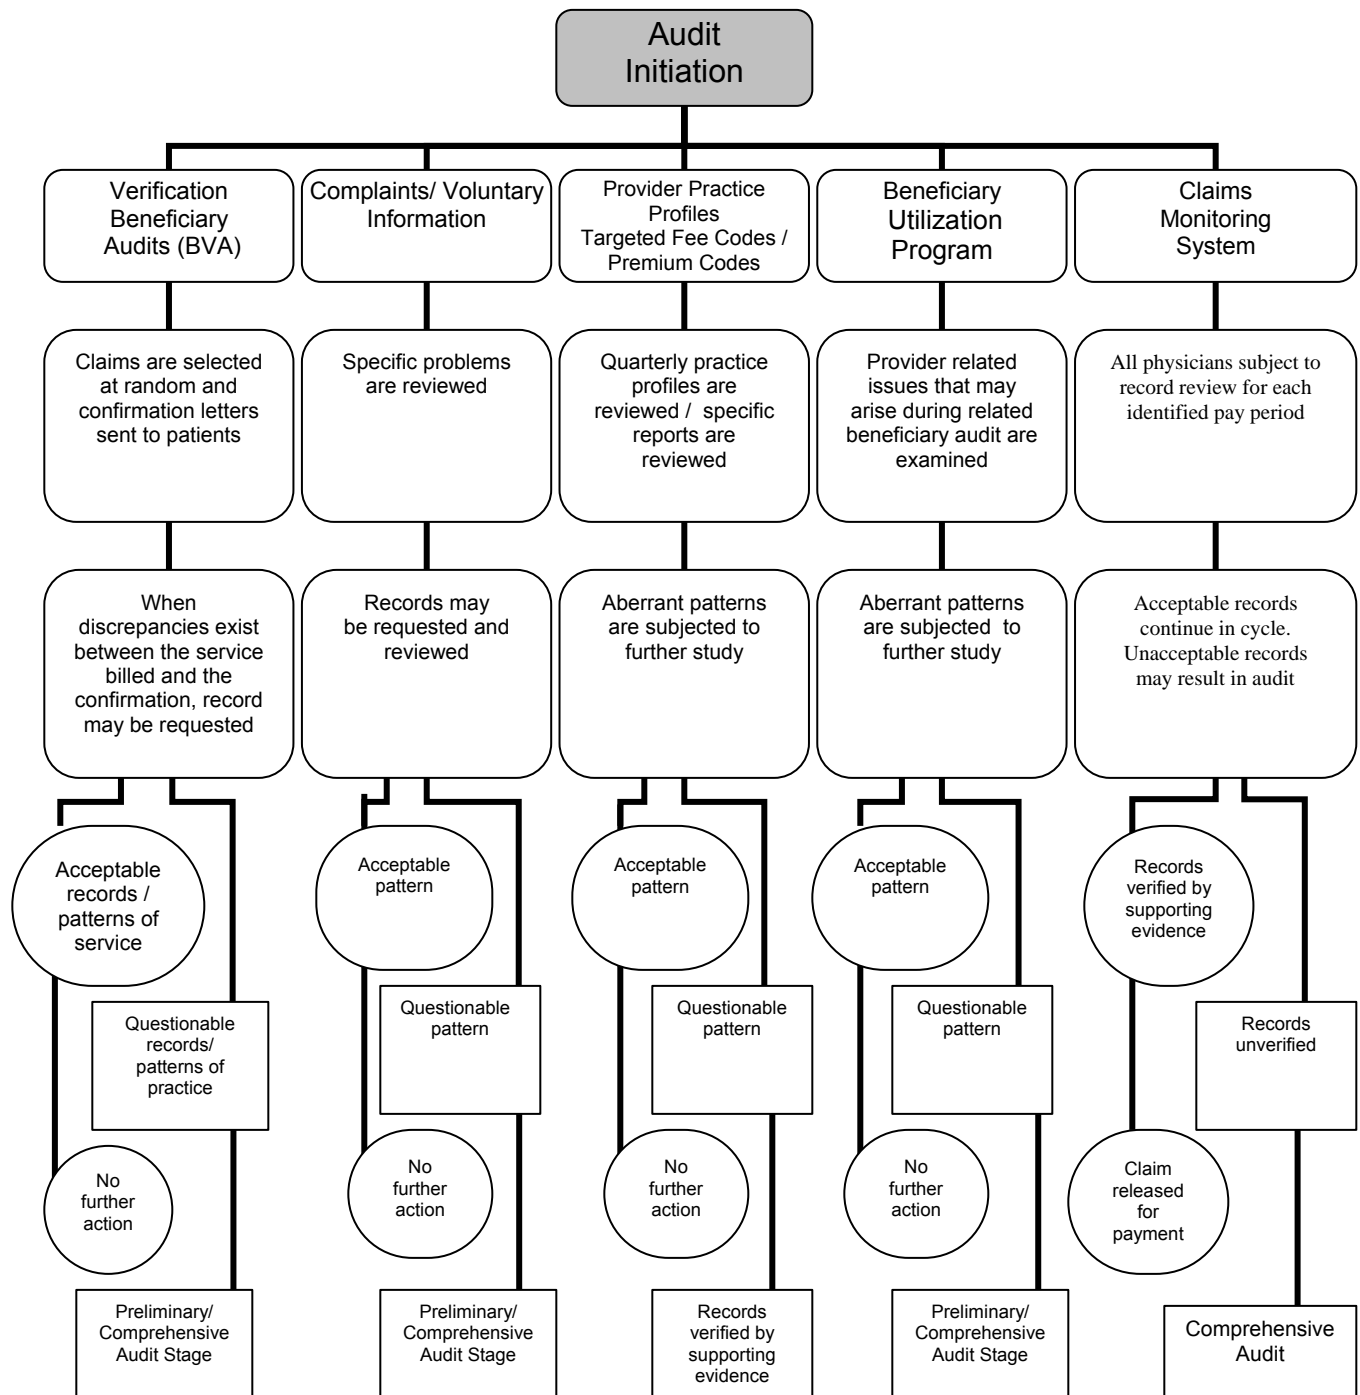 Audit
Initiation
Verification
Beneficiary
Audits (BVA)
Complaints/ Voluntary
Information
Provider Practice
Profiles
Targeted Fee Codes /
Premium Codes
Beneficiary
Utilization
Program
Claims
Monitoring
System
Claims are selected
at random and
confirmation letters
sent to patients
Specific problems
are reviewed
Quarterly practice
profiles are
reviewed / specific
reports are
reviewed
Provider related
issues that may
arise during related
beneficiary audit are
examined
All physicians subject to
record review for each
identified pay period
When
discrepancies exist
between the service
billed and the
confirmation, record
may be requested
Records may
be requested and
reviewed
Aberrant patterns
are subjected to
further study
Aberrant patterns
are subjected to
further study
Acceptable records
continue in cycle.
Unacceptable records
may result in audit
Acceptable
records /
patterns of
service
Acceptable
pattern
Acceptable
pattern
Acceptable
pattern
Records
verified by
supporting
evidence
Questionable
records/
patterns of
practice
Questionable
pattern
Questionable
pattern
Questionable
pattern
Records
unverified
No
further
action
No
further
action
No
further
action
No
further
action
Claim
released
for
payment
Preliminary/
Comprehensive
Audit Stage
Preliminary/
Comprehensive
Audit Stage
Records
verified by
supporting
evidence
Preliminary/
Comprehensive
Audit Stage
Comprehensive
Audit